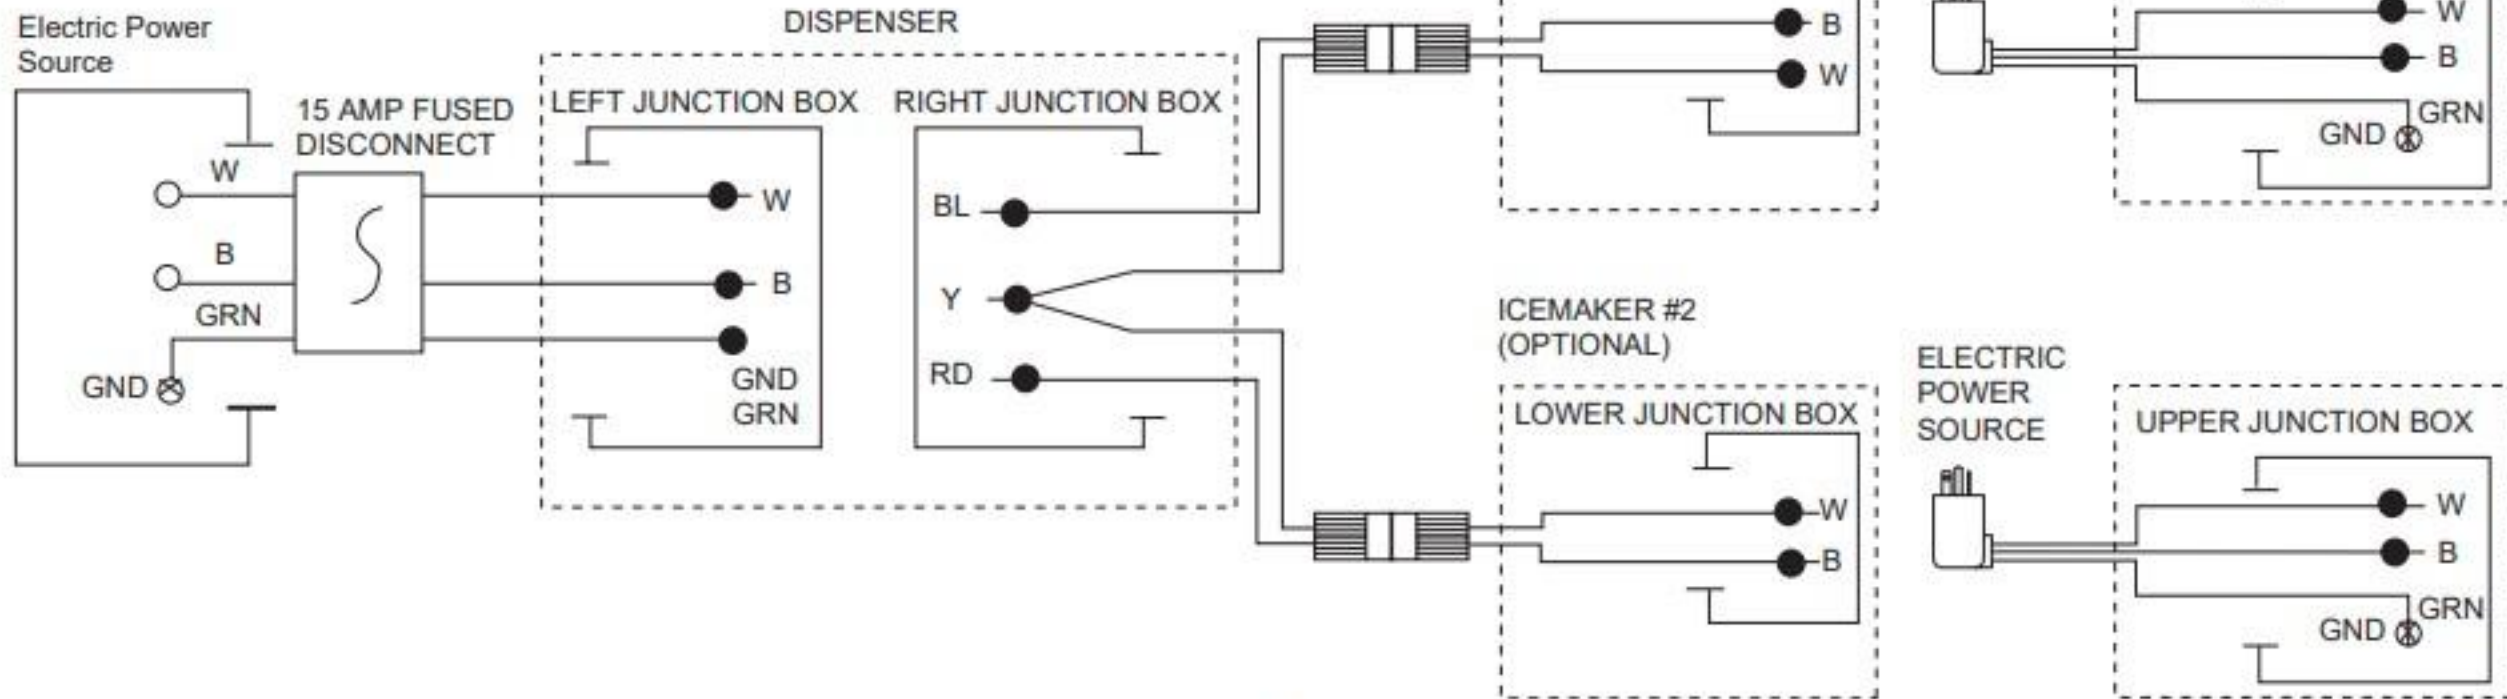 Electric Power
Source
DISPENSER
15 AMP FUSED
DISCONNECT
LEFT JUNCTION BOX
RIGHT JUNCTION BOX
W
B
GRN
GND
W
B
GND
GRN
BL
Y
RD
B
W
W
B
GRN
GND
ICEMAKER #2
(OPTIONAL)
LOWER JUNCTION BOX
W
B
ELECTRIC
POWER
SOURCE
UPPER JUNCTION BOX
W
B
GRN
GND